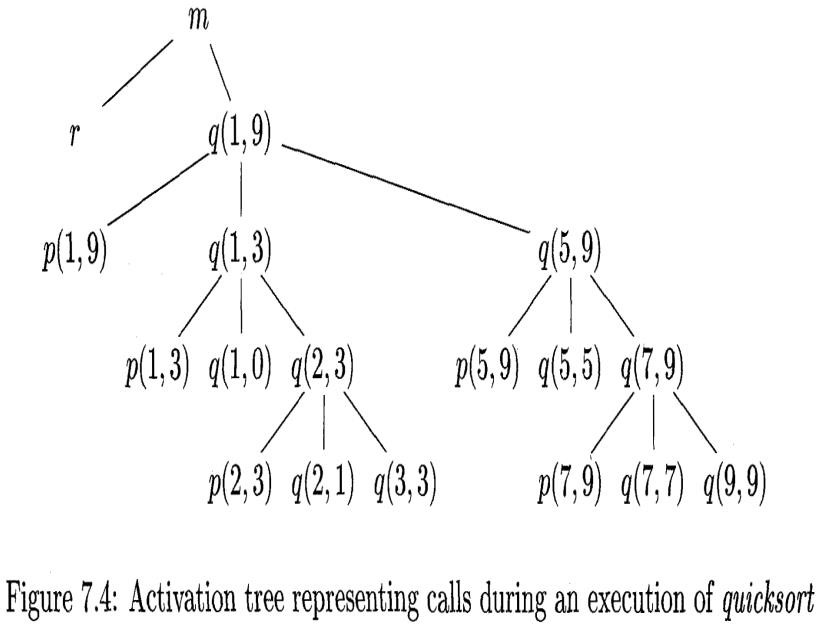 m
r q(1,9)
p(1,9) q(1,3) q(5,9)
p(1,3) q(1,0) q(2,3) p(5,9) q(5,5) q(7,9)
p(2,3) q(2,1) q(3,3) p(7,9) q(7,7) q(9,9)
Figure 7.4: Activation tree representing calls during an execution of quicksort